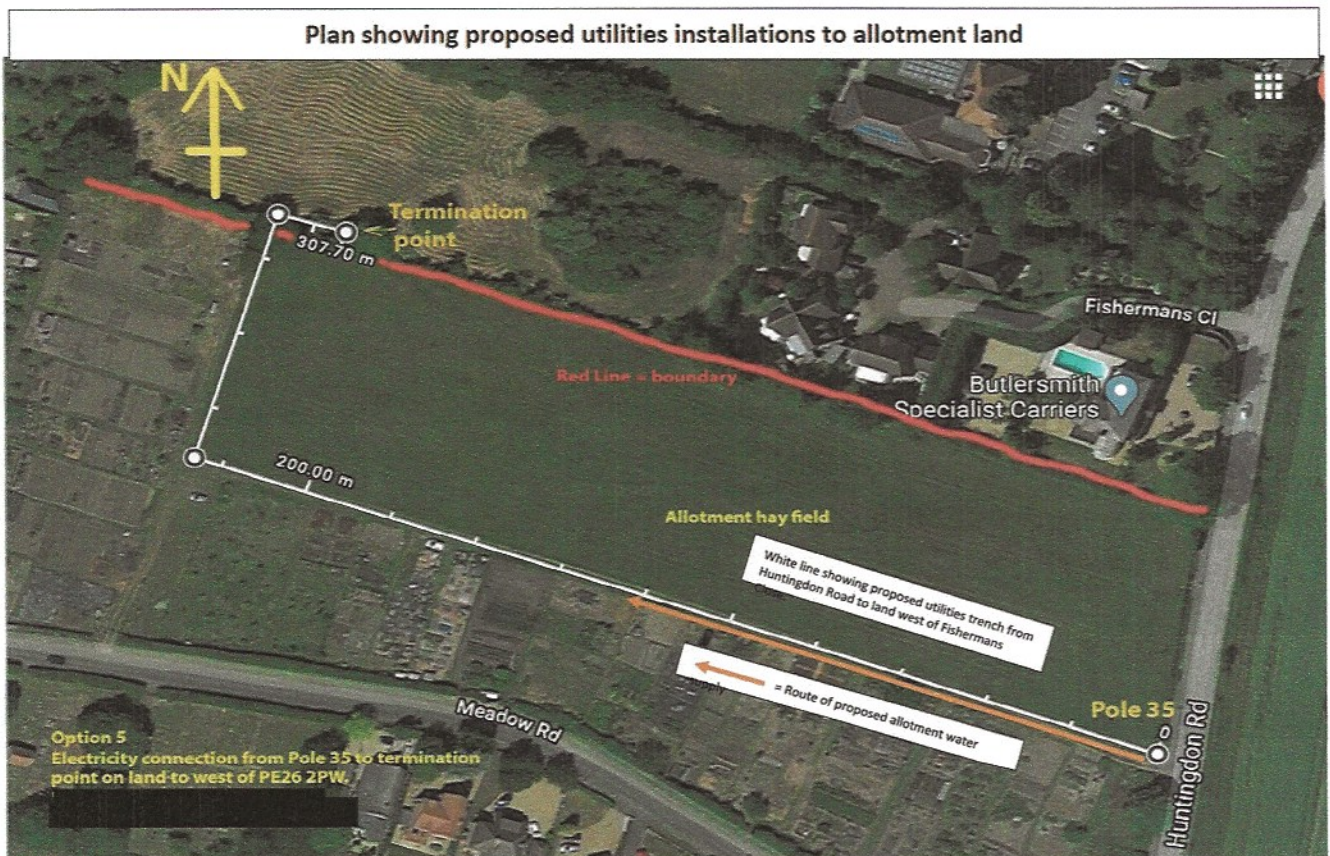 Plan showing proposed utilities installations to allotment land
N
Termination
point
307.70 m
Fishermans Cl
Red Line = boundary
Butlersmith
Specialist Carriers
200.00 m
Allotment hay field
White line showing proposed utilities trench from
Huntingdon Road to land west of Fishermans
Close
= Route of proposed allotment water
supply
Pole 35
0
Meadow Rd
Huntingdon Rd
Option 5
Electricity connection from Pole 35 to termination
point on land to west of PE26 2PW.